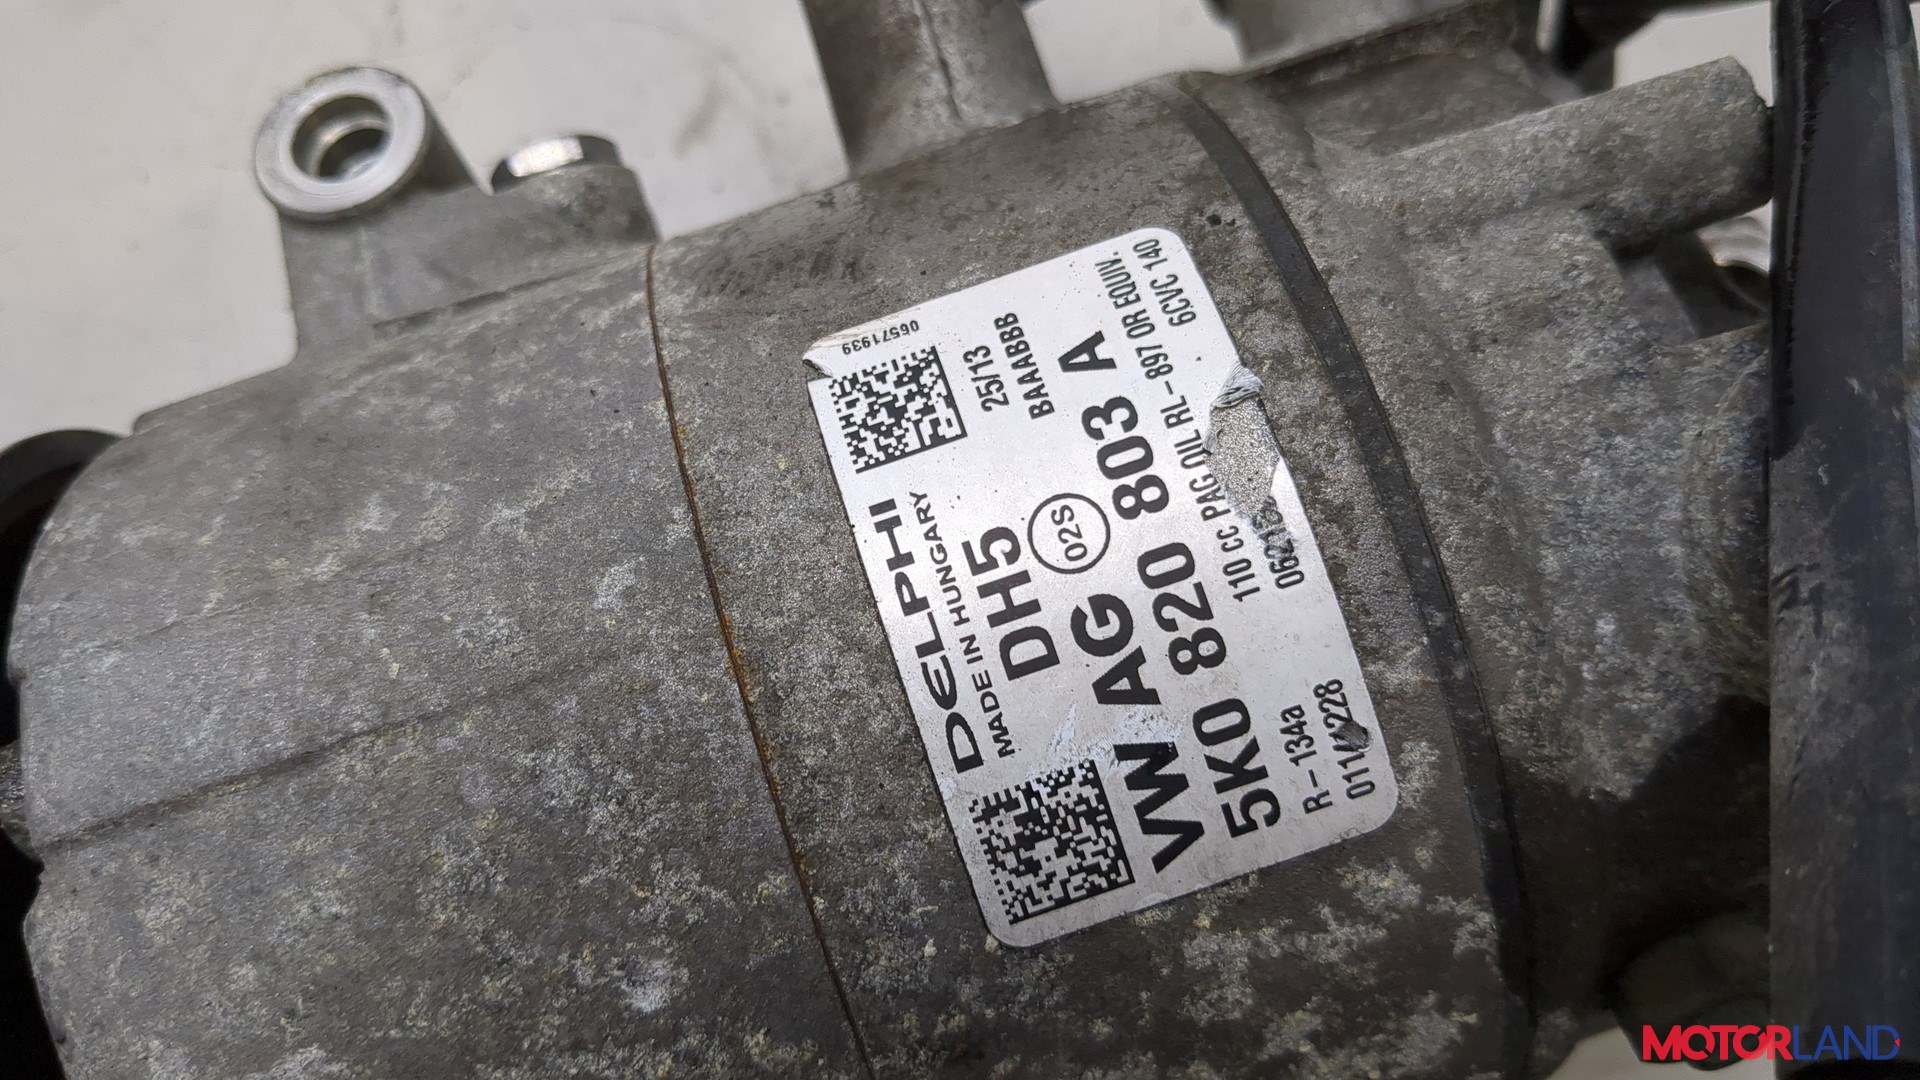 06571939
25/13
BAAABBB
DELPHI
MADE IN HUNGARY
DH5
02S
VW AG
5K0 820 803 A
R-134a 110 CC PAG OIL RL-897 OR EQUIV.
6CVC 140
MOTORLAND